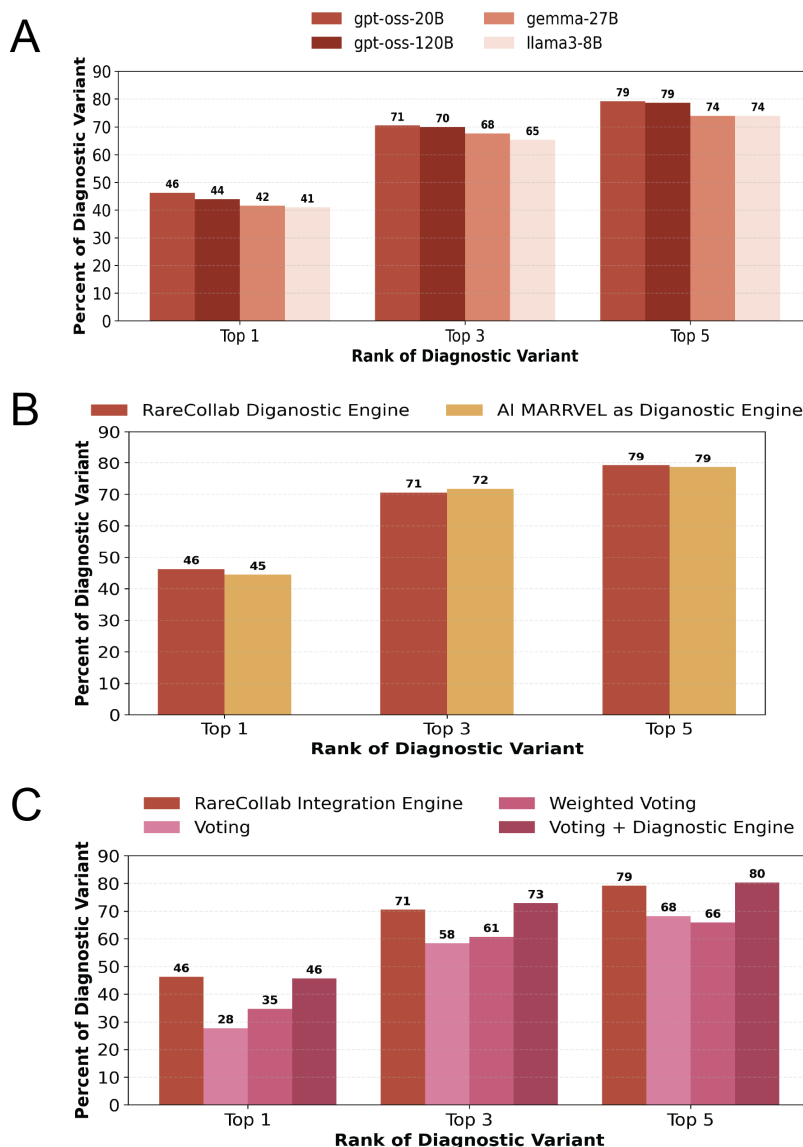 A
gpt-oss-20B gemma-27B
gpt-oss-120B llama3-8B
Percent of Diagnostic Variant
90
80
70
60
50
40
30
20
10
0
46 44 42 41
71 70 68 65
79 79 74 74
Top 1 Top 3 Top 5
Rank of Diagnostic Variant
B
RareCollab Diganostic Engine AI MARRVEL as Diganostic Engine
Percent of Diagnostic Variant
90
80
70
60
50
40
30
20
10
0
46 45
71 72
79 79
Top 1 Top 3 Top 5
Rank of Diagnostic Variant
C
RareCollab Integration Engine Weighted Voting
Voting Voting + Diagnostic Engine
Percent of Diagnostic Variant
90
80
70
60
50
40
30
20
10
0
46 28 35 46
71 58 61 73
79 68 66 80
Top 1 Top 3 Top 5
Rank of Diagnostic Variant